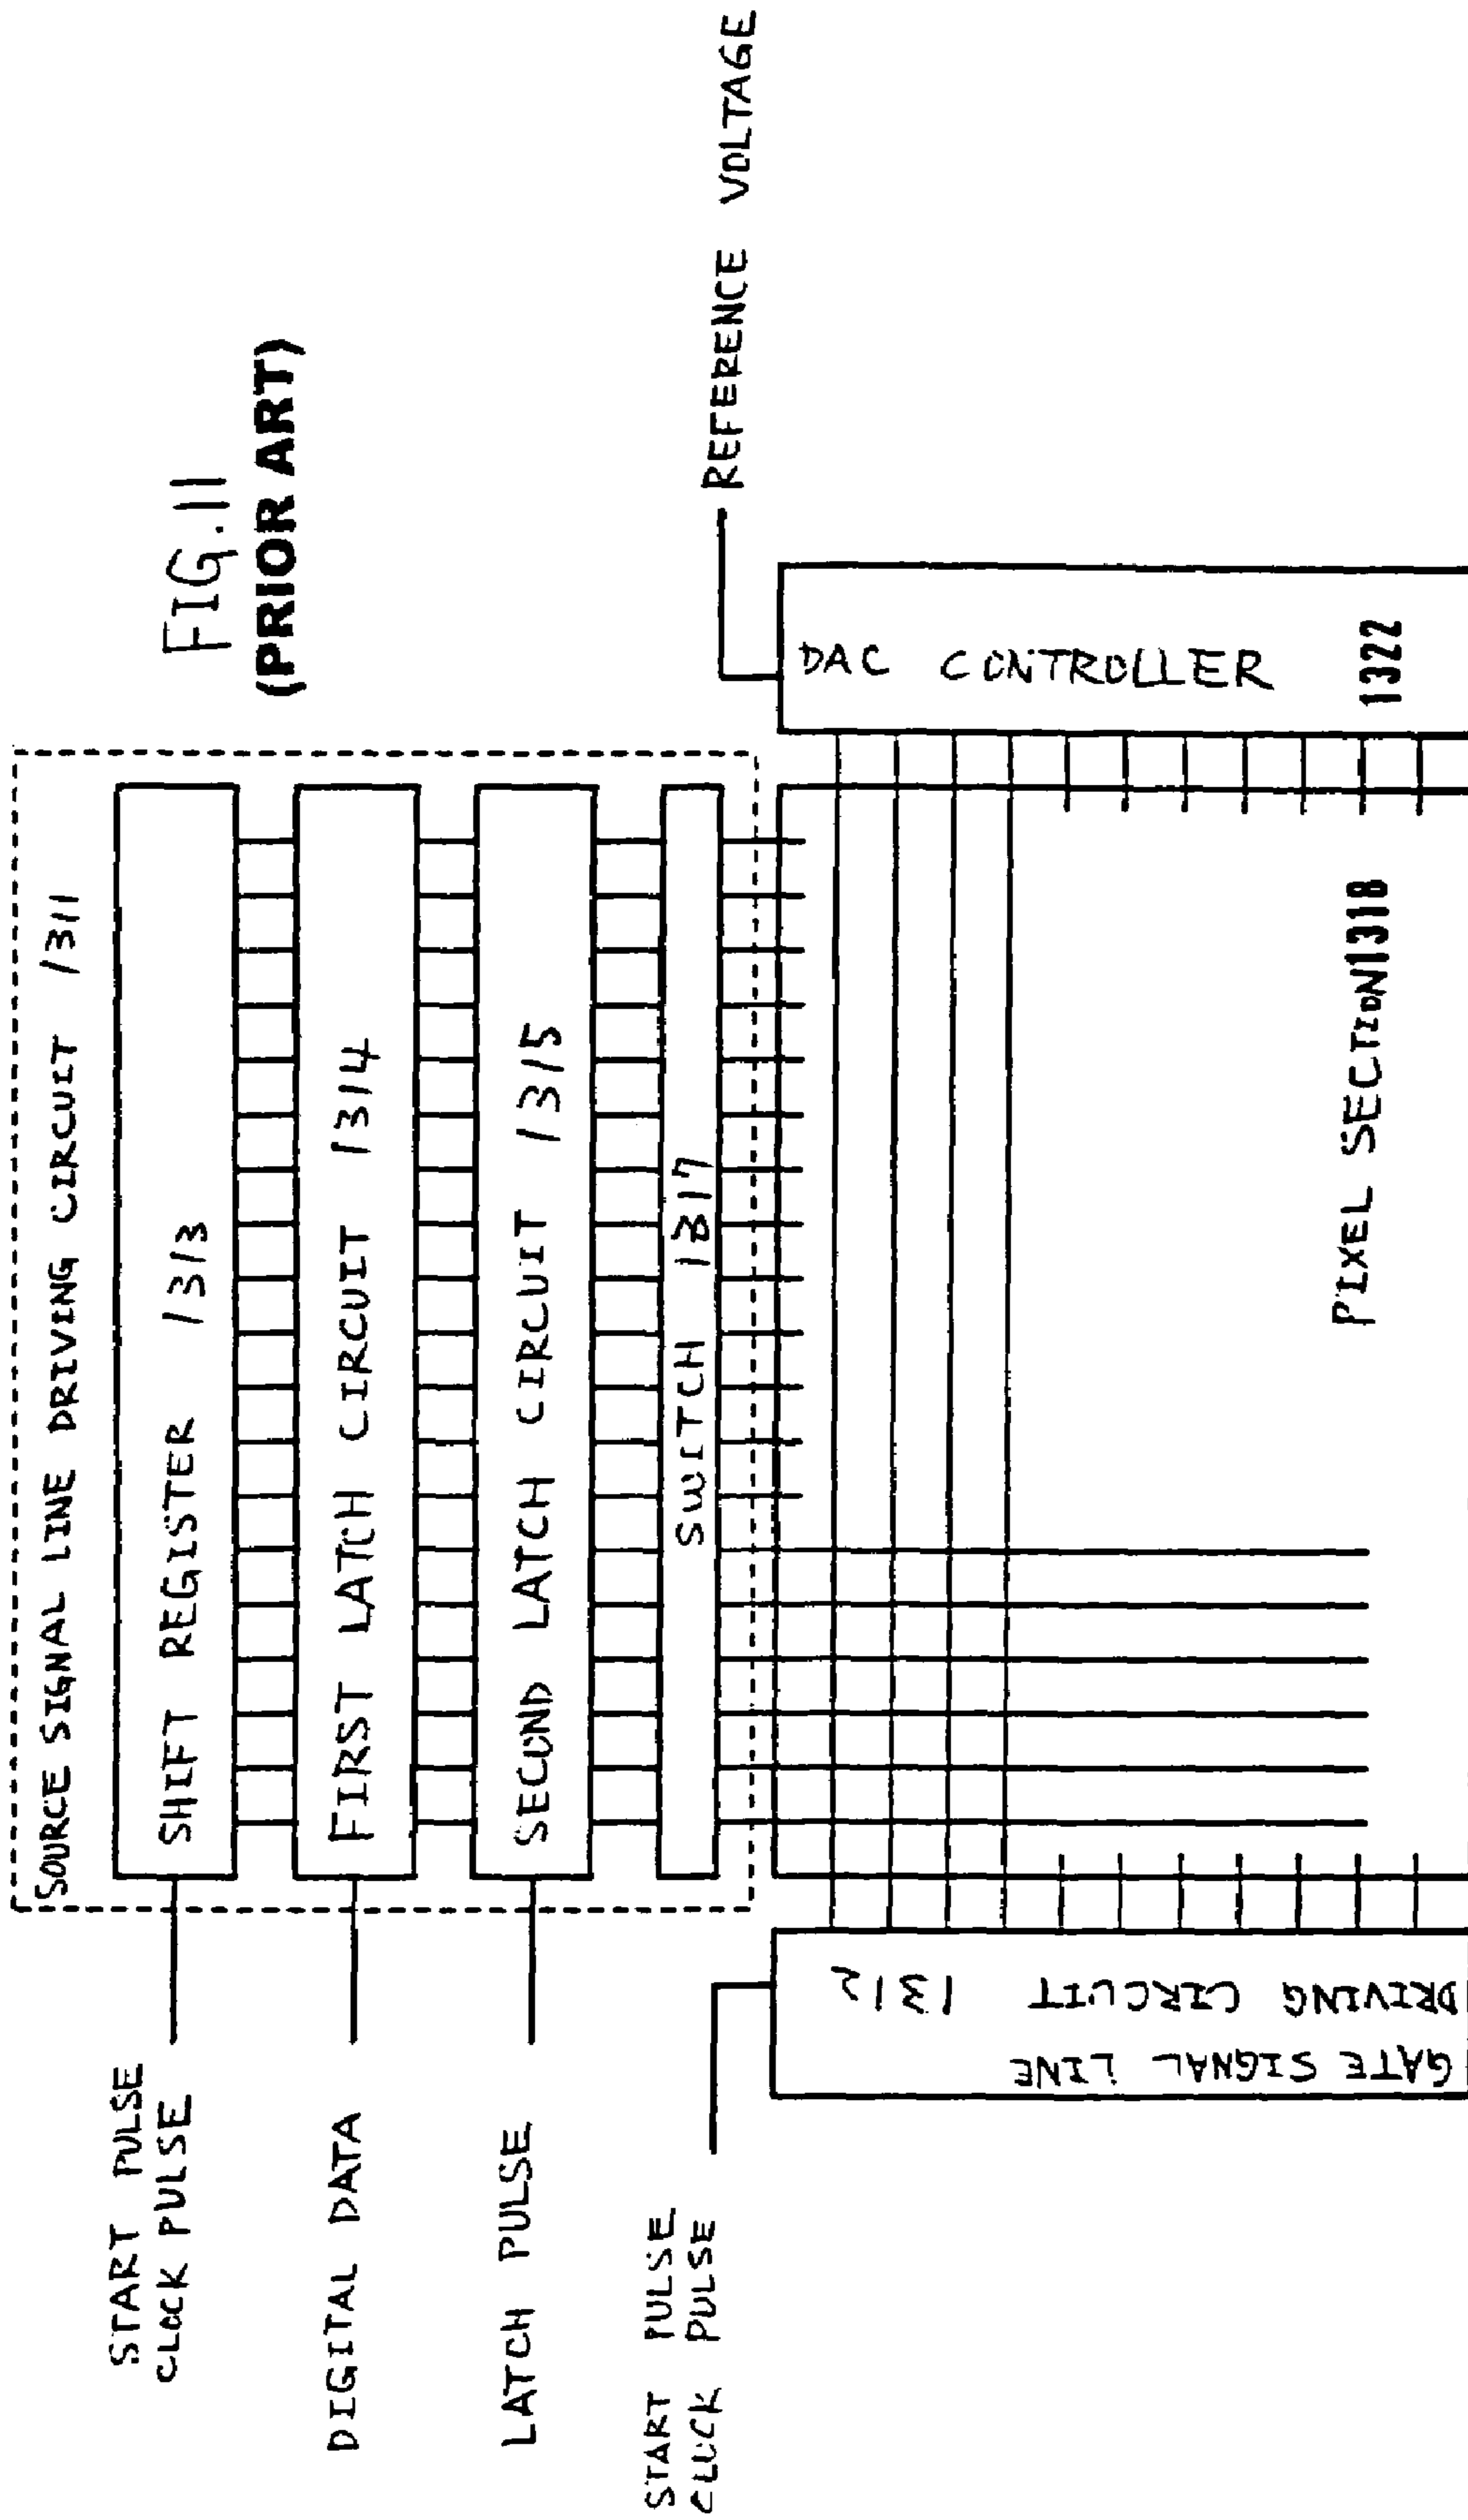 FIG.11
(PRIOR ART)
SOURCE SIGNAL LINE DRIVING CIRCUIT 1311
START PULSE
CLOCK PULSE
SHIFT REGISTER 1313
DIGITAL DATA
FIRST LATCH CIRCUIT 1314
LATCH PULSE
SECOND LATCH CIRCUIT 1315
SWITCH 1317
START PULSE
CLOCK PULSE
REFERENCE VOLTAGE
GATE SIGNAL LINE
DRIVING CIRCUIT 1312
PIXEL SECTION 1318
DAC CONTROLLER 1322